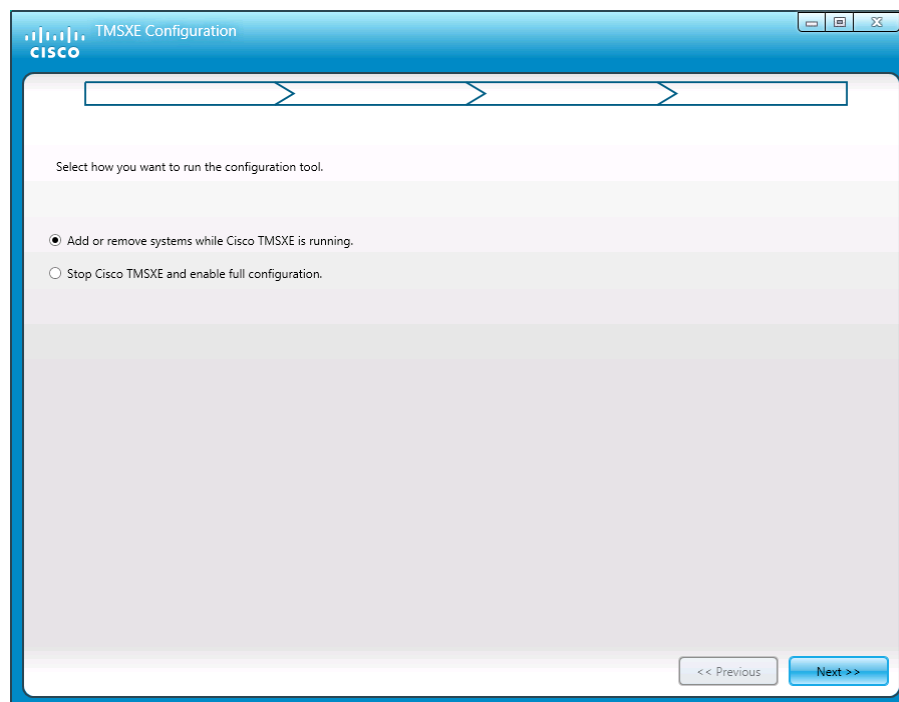 TMSXE Configuration
CISCO
Select how you want to run the configuration tool.
Add or remove systems while Cisco TMSXE is running.
Stop Cisco TMSXE and enable full configuration.
<< Previous
Next >>